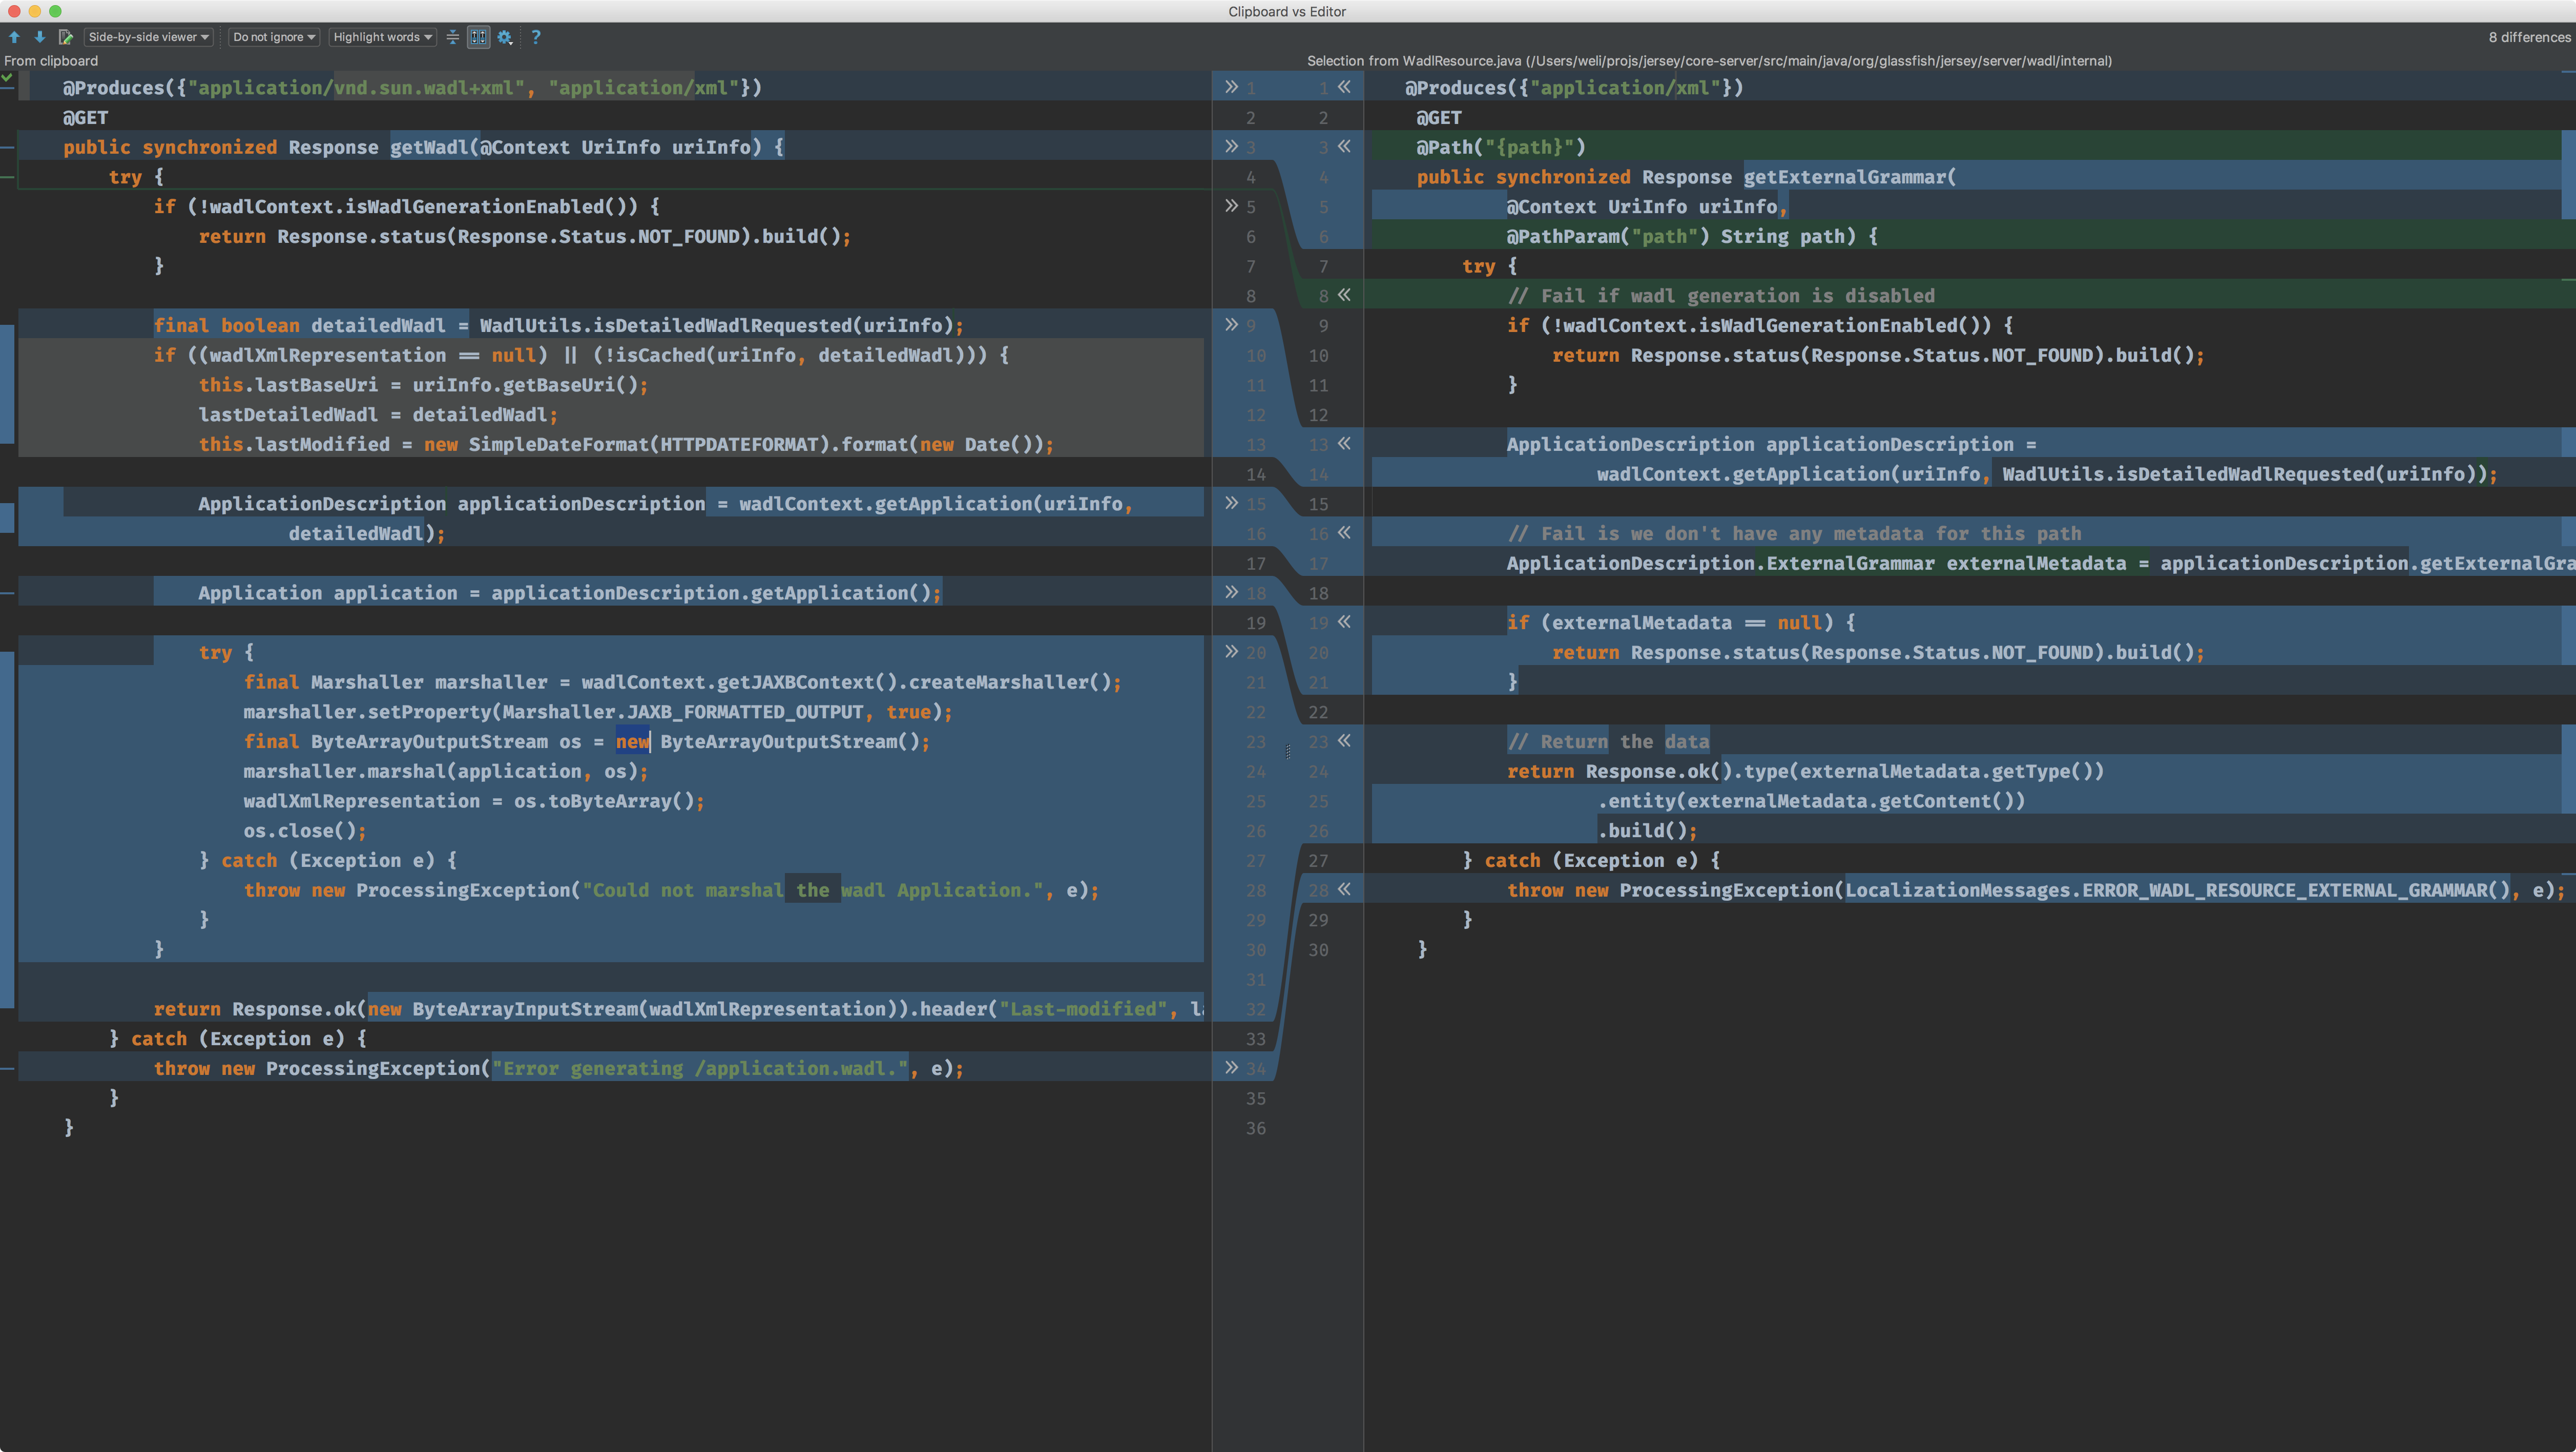 Clipboard vs Editor
Side-by-side viewer Do not ignore Highlight words ? 8 differences
From clipboard
@Produces({"application/vnd.sun.wadl+xml", "application/xml"})
@GET
public synchronized Response getWadl(@Context UriInfo uriInfo) {
try {
if (!wadlContext.isWadlGenerationEnabled()) {
return Response.status(Response.Status.NOT_FOUND).build();
}
final boolean detailedWadl = WadlUtils.isDetailedWadlRequested(uriInfo);
if ((wadlXmlRepresentation == null) || (!isCached(uriInfo, detailedWadl))) {
this.lastBaseUri = uriInfo.getBaseUri();
lastDetailedWadl = detailedWadl;
this.lastModified = new SimpleDateFormat(HTTPDATEFORMAT).format(new Date());
ApplicationDescription applicationDescription = wadlContext.getApplication(uriInfo,
detailedWadl);
Application application = applicationDescription.getApplication();
try {
final Marshaller marshaller = wadlContext.getJAXBContext().createMarshaller();
marshaller.setProperty(Marshaller.JAXB_FORMATTED_OUTPUT, true);
final ByteArrayOutputStream os = new ByteArrayOutputStream();
marshaller.marshal(application, os);
wadlXmlRepresentation = os.toByteArray();
os.close();
} catch (Exception e) {
throw new ProcessingException("Could not marshal the wadl Application.", e);
}
}
return Response.ok(new ByteArrayInputStream(wadlXmlRepresentation)).header("Last-modified", la
} catch (Exception e) {
throw new ProcessingException("Error generating /application.wadl.", e);
}
}
1 1
2 2
3 3
4 4
5 5
6 6
7 7
8 8
9 9
10 10
11 11
12 12
13 13
14 14
15 15
16 16
17 17
18 18
19 19
20 20
21 21
22 22
23 23
24 24
25 25
26 26
27 27
28 28
29 29
30 30
31
32
33
34
35
36
Selection from WadlResource.java (/Users/weli/projs/jersey/core-server/src/main/java/org/glassfish/jersey/server/wadl/internal)
@Produces({"application/xml"})
@GET
@Path("{path}")
public synchronized Response getExternalGrammar(
@Context UriInfo uriInfo,
@PathParam("path") String path) {
try {
// Fail if wadl generation is disabled
if (!wadlContext.isWadlGenerationEnabled()) {
return Response.status(Response.Status.NOT_FOUND).build();
}
ApplicationDescription applicationDescription =
wadlContext.getApplication(uriInfo, WadlUtils.isDetailedWadlRequested(uriInfo));
// Fail is we don't have any metadata for this path
ApplicationDescription.ExternalGrammar externalMetadata = applicationDescription.getExternalGra
if (externalMetadata == null) {
return Response.status(Response.Status.NOT_FOUND).build();
}
// Return the data
return Response.ok().type(externalMetadata.getType())
.entity(externalMetadata.getContent())
.build();
} catch (Exception e) {
throw new ProcessingException(LocalizationMessages.ERROR_WADL_RESOURCE_EXTERNAL_GRAMMAR(), e);
}
}